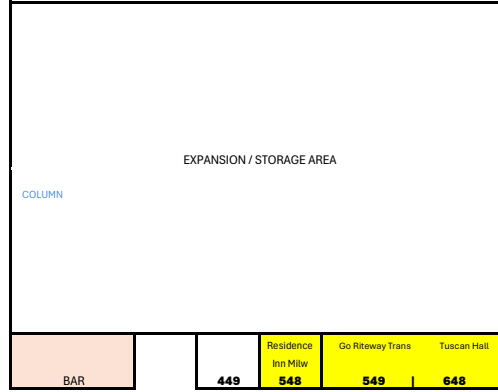 EXPANSION / STORAGE AREA
COLUMN
Residence Go Riteway Trans Tuscan Hall
Inn Milw
BAR 449 548 549 | 648